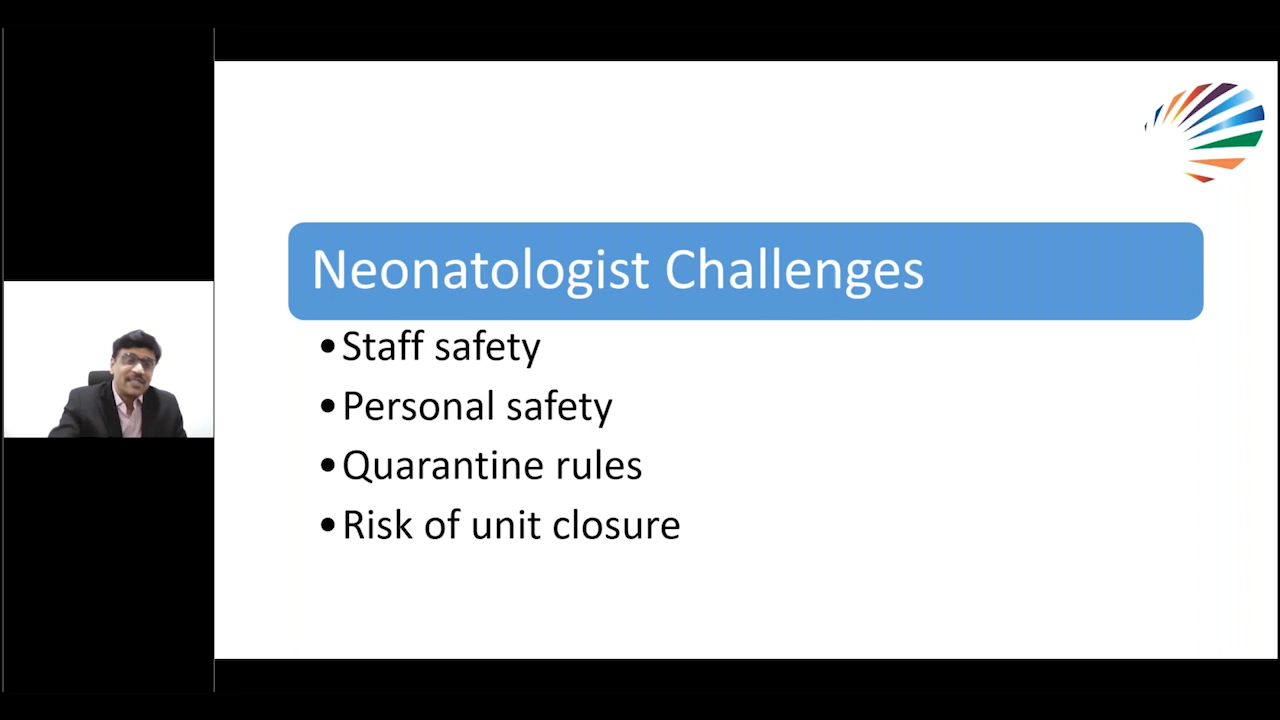 Neonatologist Challenges
•Staff safety
•Personal safety
•Quarantine rules
•Risk of unit closure